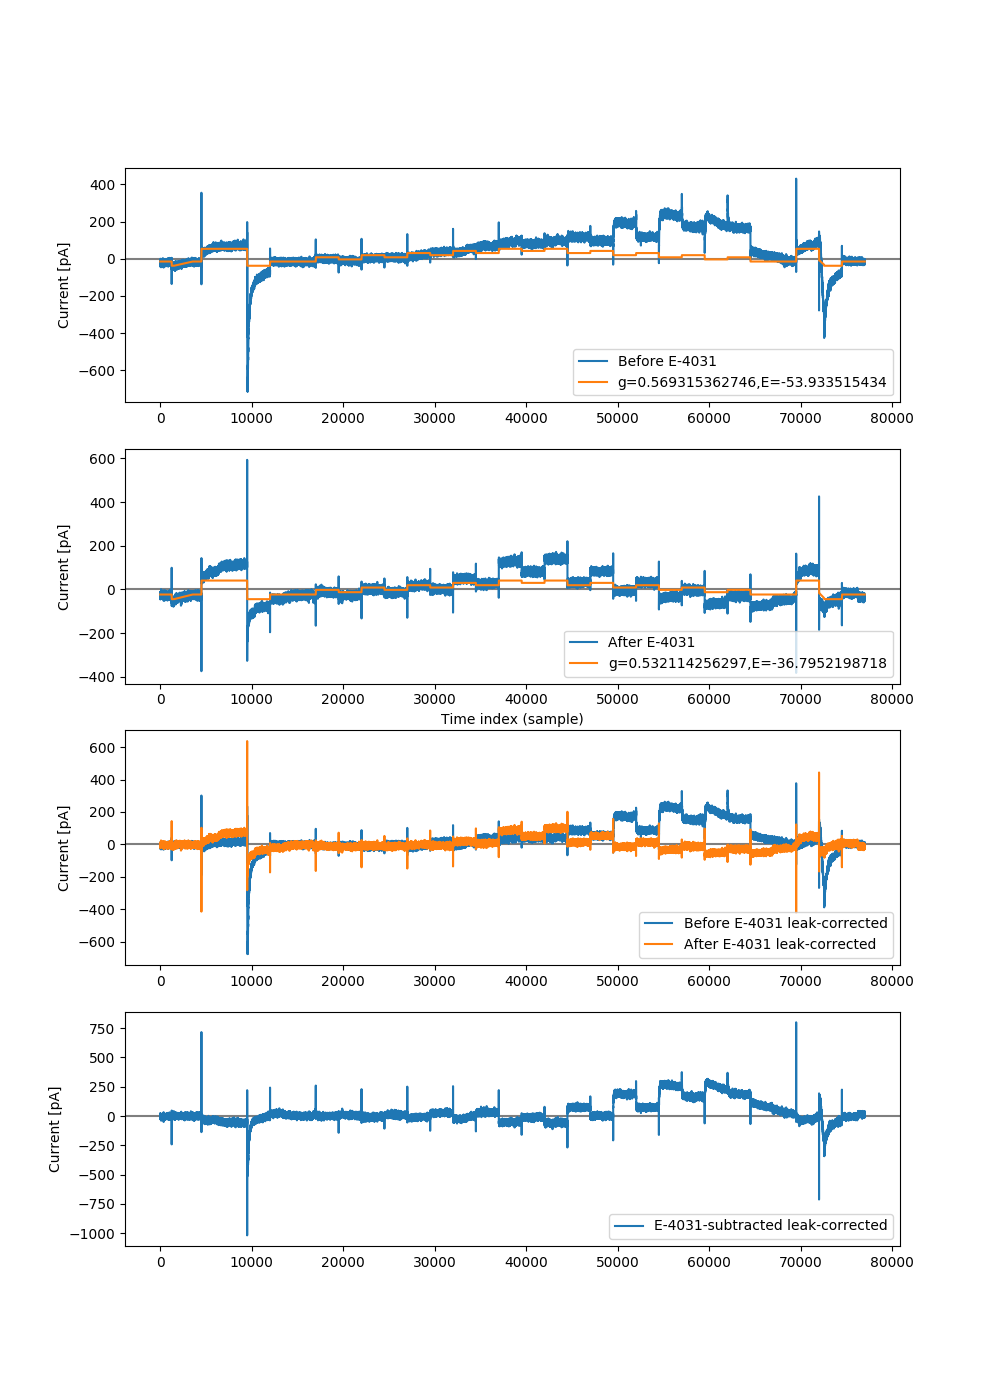 400
200
0
−200
−400
−600
Current [pA]
Before E-4031
g=0.569315362746,E=-53.933515434
0 10000 20000 30000 40000 50000 60000 70000 80000
600
400
200
0
−200
−400
Current [pA]
After E-4031
g=0.532114256297,E=-36.7952198718
0 10000 20000 30000 40000 50000 60000 70000 80000
Time index (sample)
600
400
200
0
−200
−400
−600
Current [pA]
Before E-4031 leak-corrected
After E-4031 leak-corrected
0 10000 20000 30000 40000 50000 60000 70000 80000
750
500
250
0
−250
−500
−750
−1000
Current [pA]
E-4031-subtracted leak-corrected
0 10000 20000 30000 40000 50000 60000 70000 80000